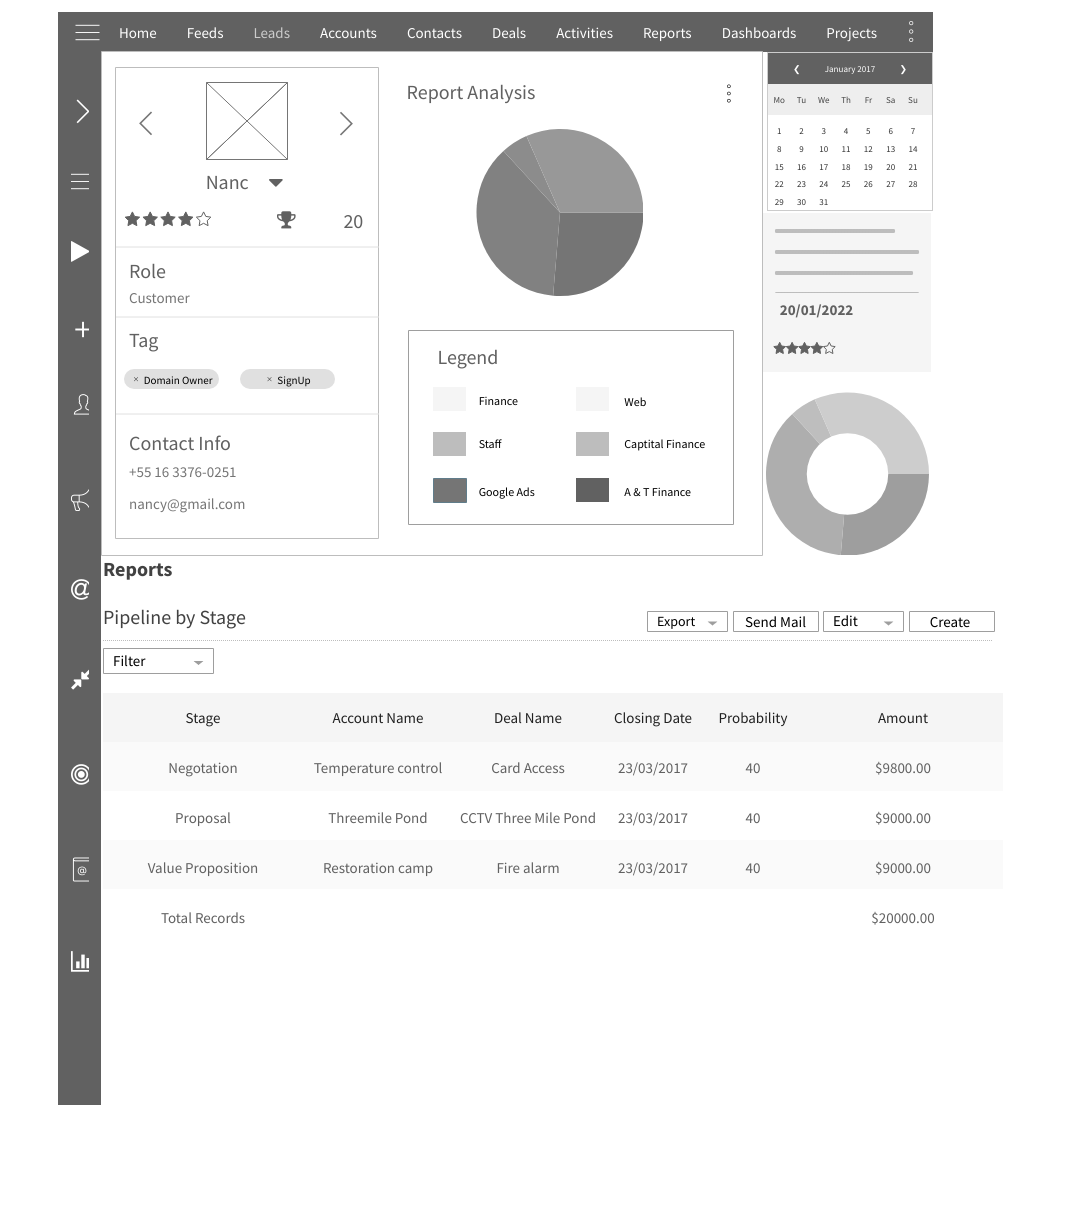 Home Feeds Leads Accounts Contacts Deals Activities Reports Dashboards Projects
Nanc
20
Role
Customer
Tag
× Domain Owner × SignUp
Contact Info
+55 16 3376-0251
nancy@gmail.com
Report Analysis
Legend
Finance Web
Staff Captital Finance
Google Ads A & T Finance
January 2017
Mo Tu We Th Fr Sa Su
1 2 3 4 5 6 7
8 9 10 11 12 13 14
15 16 17 18 19 20 21
22 23 24 25 26 27 28
29 30 31
20/01/2022
Reports
Pipeline by Stage
Export Send Mail Edit Create
Filter
Stage Account Name Deal Name Closing Date Probability Amount
Negotation Temperature control Card Access 23/03/2017 40 $9800.00
Proposal Threemile Pond CCTV Three Mile Pond 23/03/2017 40 $9000.00
Value Proposition Restoration camp Fire alarm 23/03/2017 40 $9000.00
Total Records $20000.00